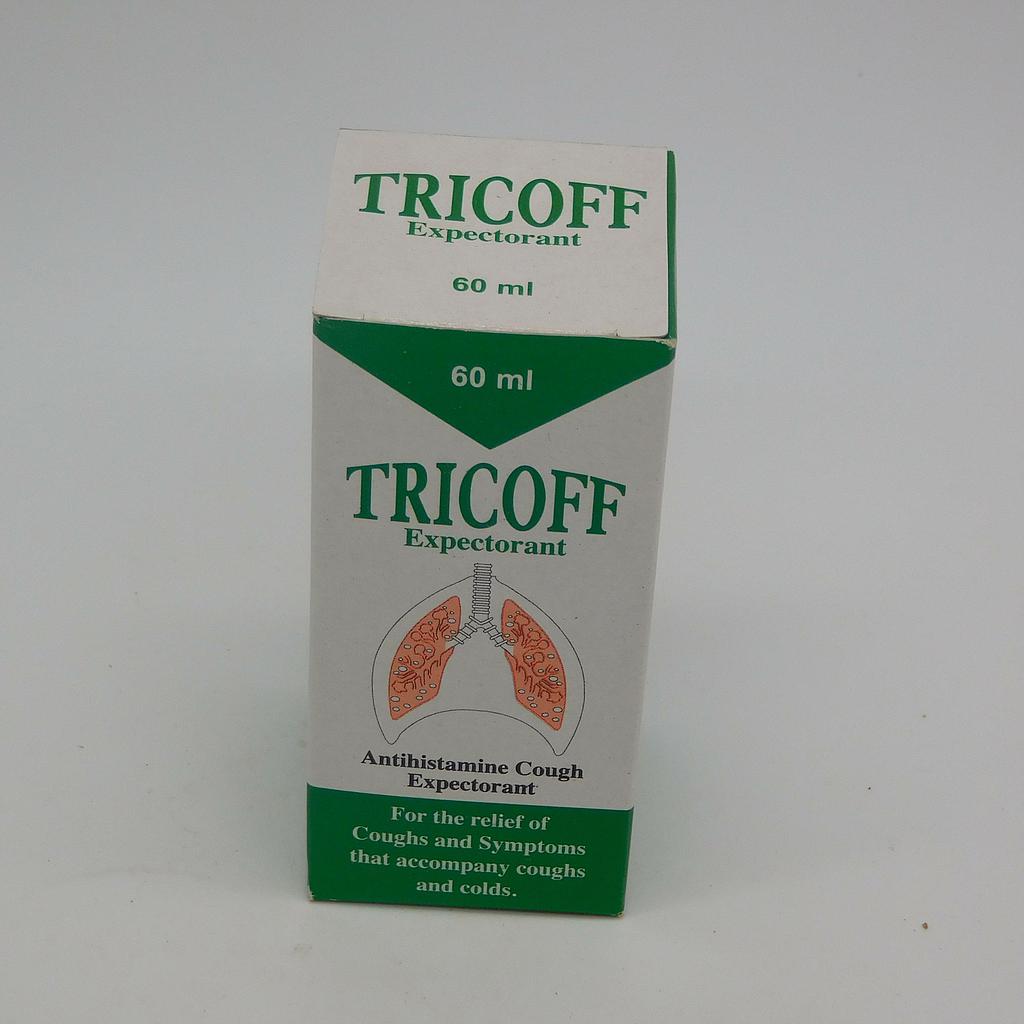 TRICOFF
Expectorant
60 ml
60 ml
TRICOFF
Expectorant
Antihistamine Cough
Expectorant
For the relief of
Coughs and Symptoms
that accompany coughs
and colds.